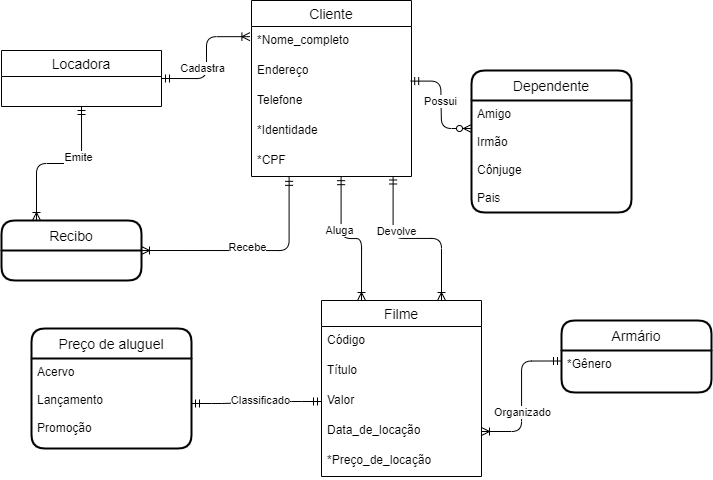 Cliente
*Nome_completo
Endereço
Telefone
*Identidade
*CPF
Locadora
Cadastra
Possui
Dependente
Amigo
Irmão
Cônjuge
Pais
Emite
Recibo
Recebe
Aluga
Devolve
Filme
Código
Título
Valor
Data_de_locação
*Preço_de_locação
Preço de aluguel
Acervo
Lançamento
Promoção
Classificado
Armário
*Gênero
Organizado